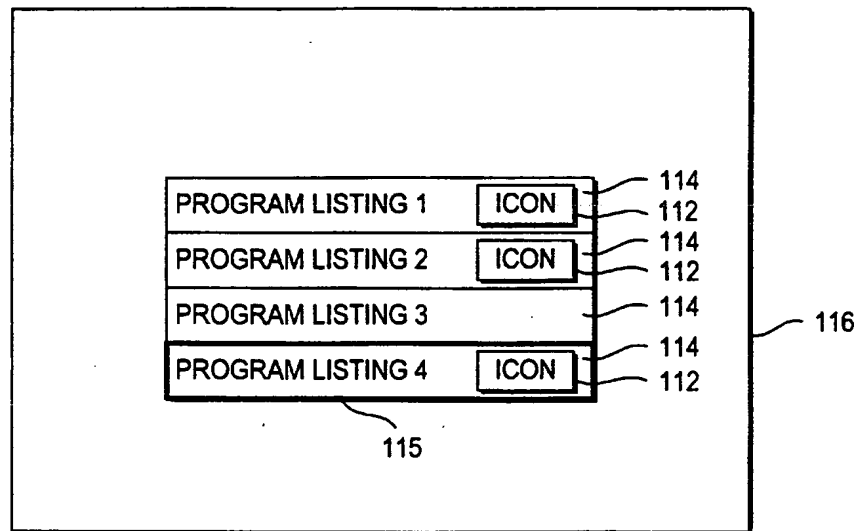 PROGRAM LISTING 1 ICON 114
112
PROGRAM LISTING 2 ICON 114
112
PROGRAM LISTING 3 114
116
PROGRAM LISTING 4 ICON 114
112
115